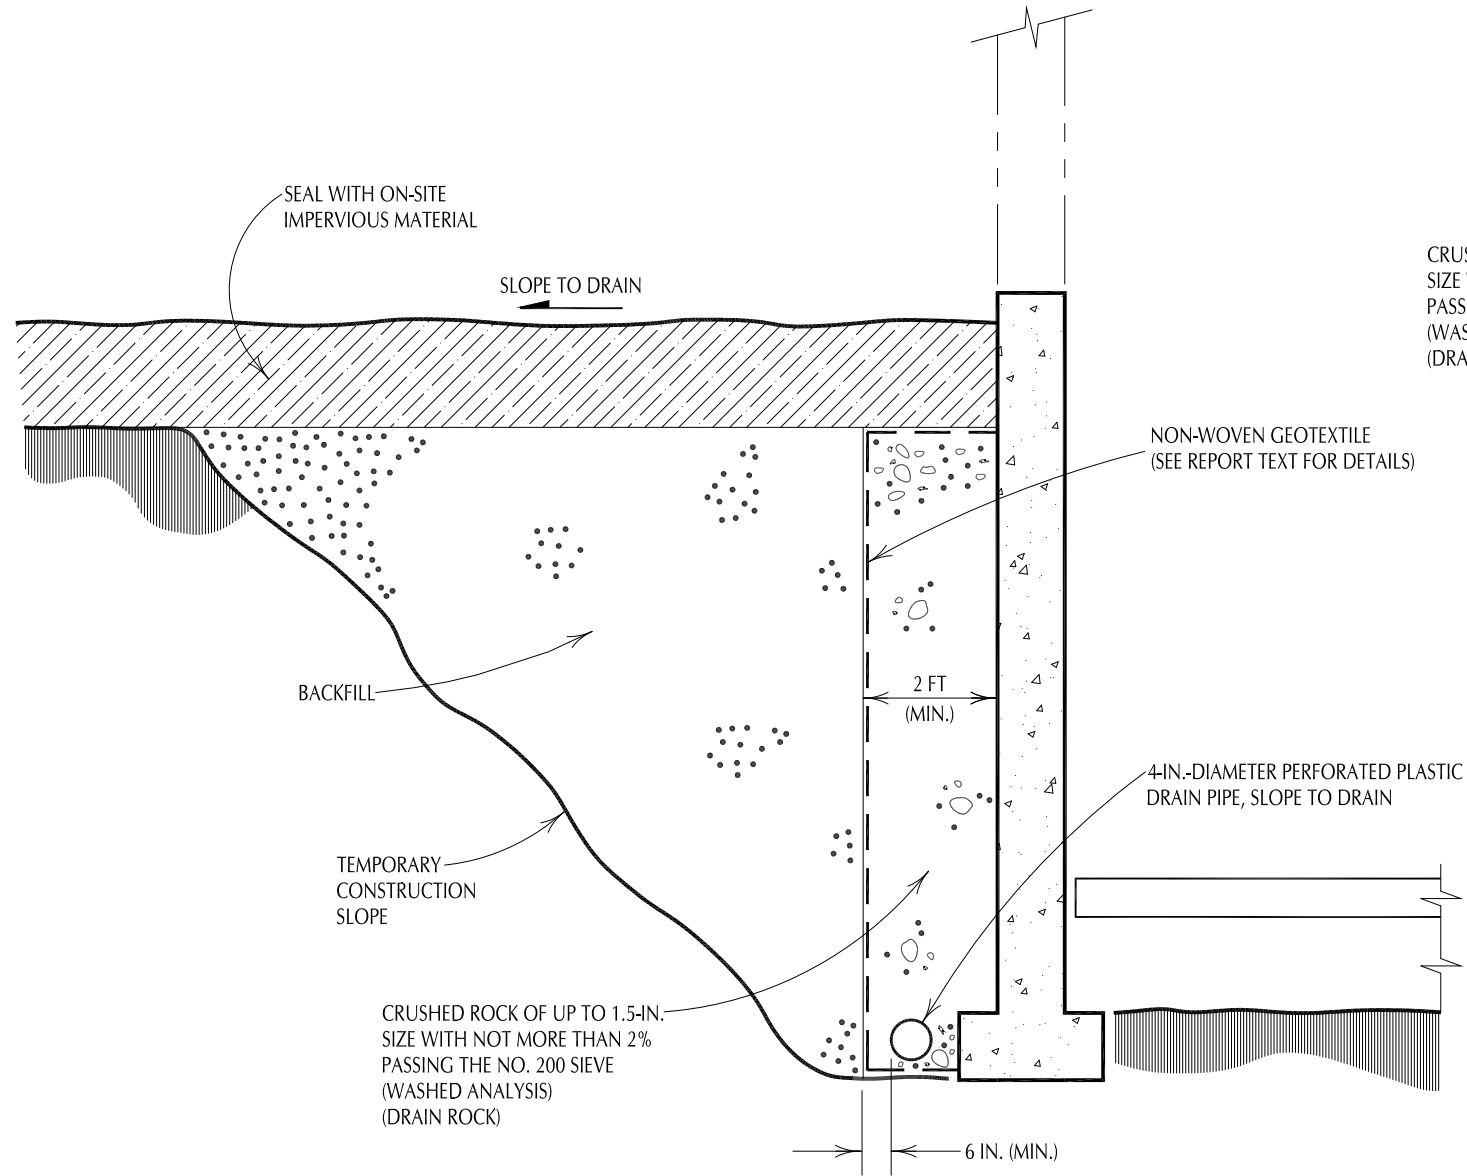 SEAL WITH ON-SITE
IMPERVIOUS MATERIAL
SLOPE TO DRAIN
SIZE
NON-WOVEN GEOTEXTILE
(SEE REPORT TEXT FOR DETAILS)
2 FT
(MIN.)
BACKFILL
4-IN.-DIAMETER PERFORATED PLASTIC
DRAIN PIPE, SLOPE TO DRAIN
TEMPORARY
CONSTRUCTION
SLOPE
CRUSHED ROCK OF UP TO 1.5-IN.
SIZE WITH NOT MORE THAN 2%
PASSING THE NO. 200 SIEVE
(WASHED ANALYSIS)
(DRAIN ROCK)
6 IN. (MIN.)